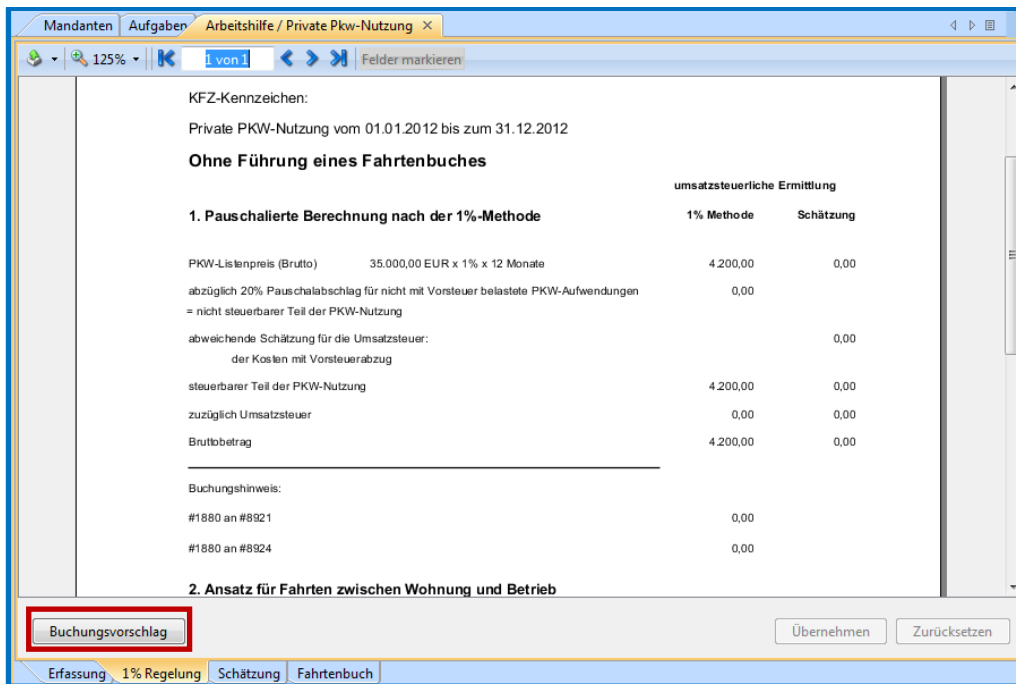 Mandanten Aufgaben Arbeitshilfe / Private Pkw-Nutzung
125% 1 von 1 Felder markieren
KFZ-Kennzeichen:
Private PKW-Nutzung vom 01.01.2012 bis zum 31.12.2012
Ohne Führung eines Fahrtenbuches
umsatzsteuerliche Ermittlung
1. Pauschalierte Berechnung nach der 1%-Methode 1% Methode Schätzung
PKW-Listenpreis (Brutto) 35.000,00 EUR x 1% x 12 Monate 4.200,00 0,00
abzüglich 20% Pauschalabschlag für nicht mit Vorsteuer belastete PKW-Aufwendungen 0,00
= nicht steuerbarer Teil der PKW-Nutzung
abweichende Schätzung für die Umsatzsteuer: 0,00
der Kosten mit Vorsteuerabzug
steuerbarer Teil der PKW-Nutzung 4.200,00 0,00
zuzüglich Umsatzsteuer 0,00 0,00
Bruttobetrag 4.200,00 0,00
Buchungshinweis:
#1880 an #8921 0,00
#1880 an #8924 0,00
2. Ansatz für Fahrten zwischen Wohnung und Betrieb
Buchungsvorschlag Übernehmen Zurücksetzen
Erfassung 1% Regelung Schätzung Fahrtenbuch